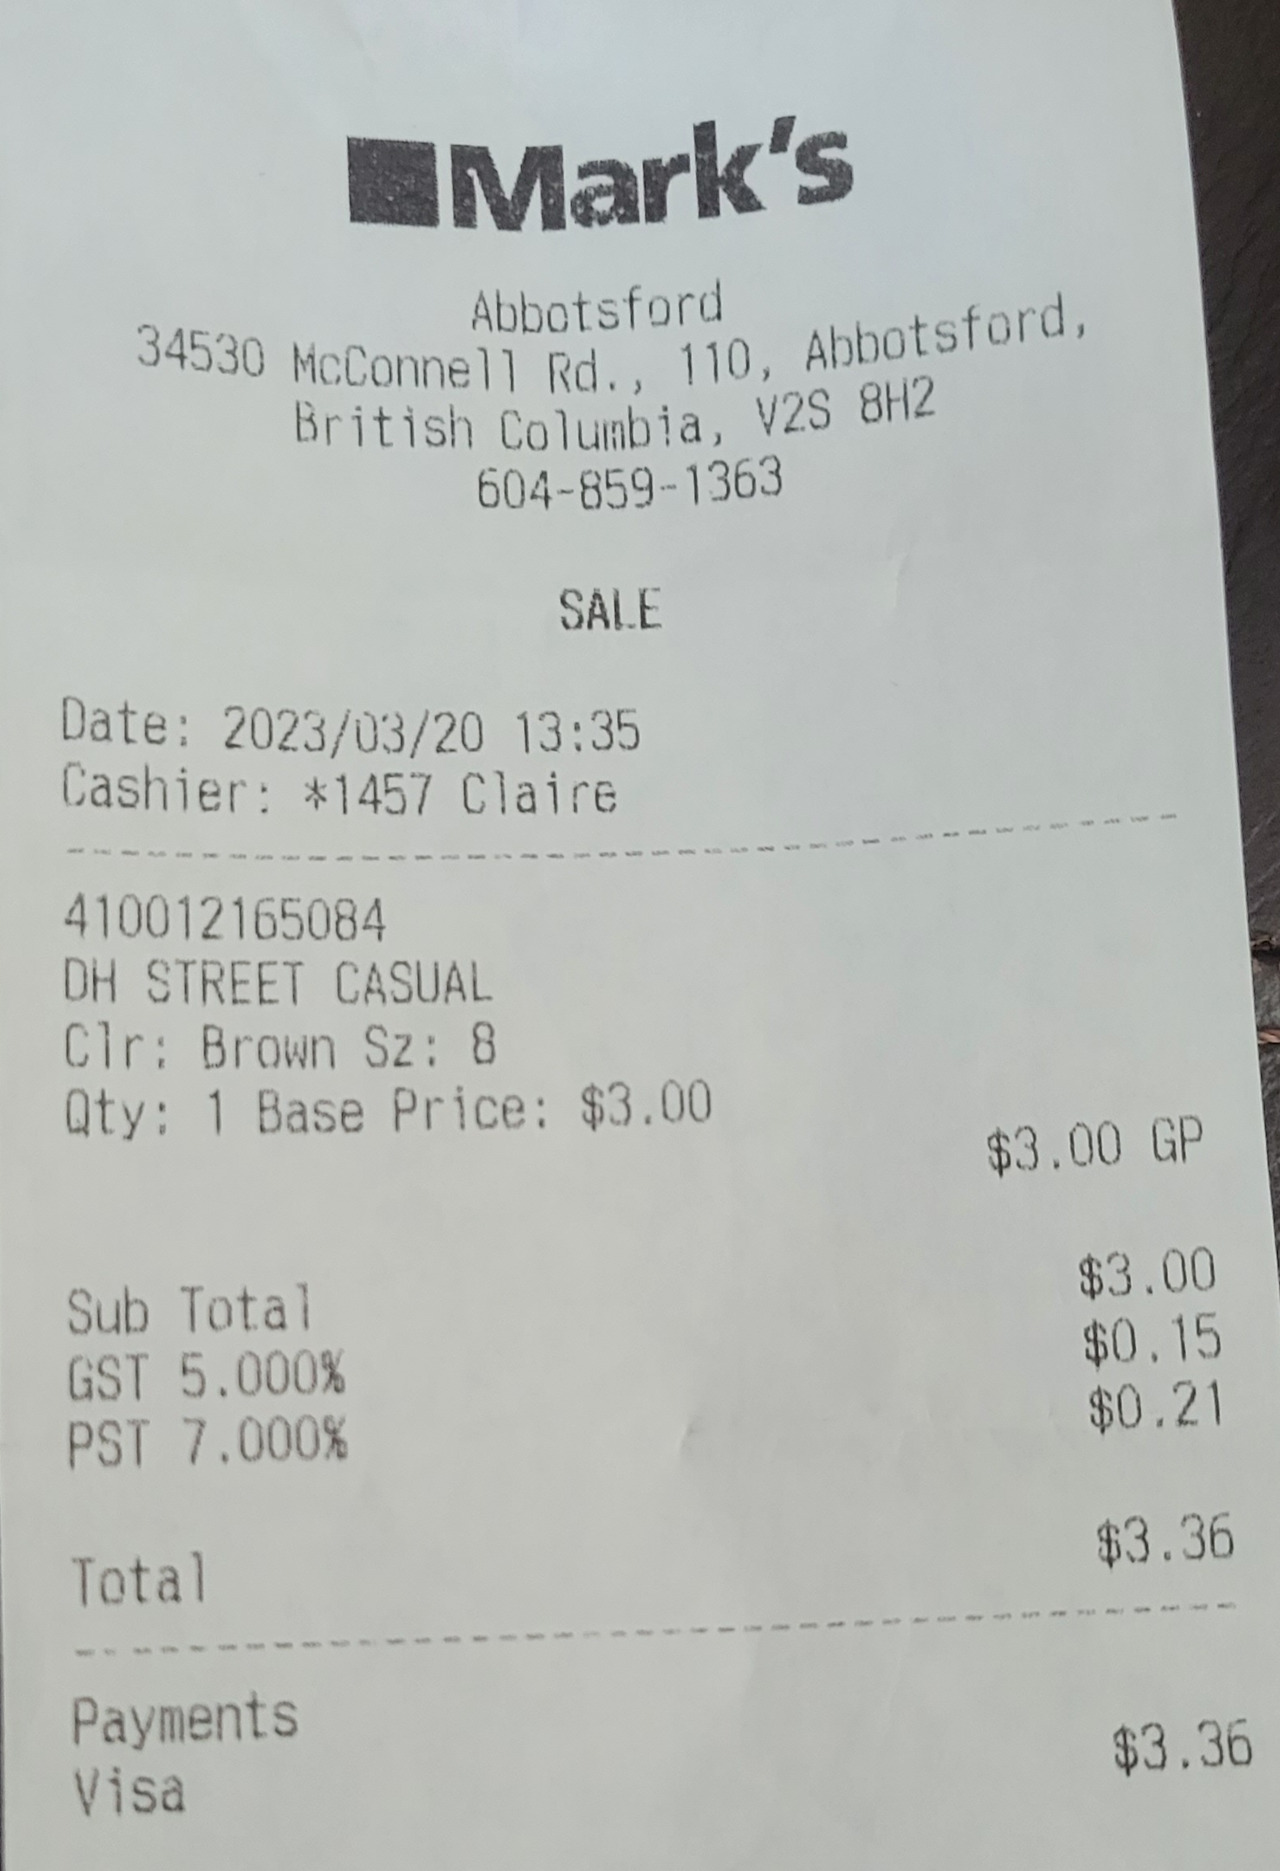 Mark's
Abbotsford
34530 McConnell Rd., 110, Abbotsford,
British Columbia, V2S 8H2
604-859-1363
SALE
Date: 2023/03/20 13:35
Cashier: *1457 Claire
410012165084
DH STREET CASUAL
Clr: Brown Sz: 8
Qty: 1 Base Price: $3.00
$3.00 GP
Sub Total $3.00
GST 5.000% $0.15
PST 7.000% $0.21
Total $3.36
Payments
Visa $3.36